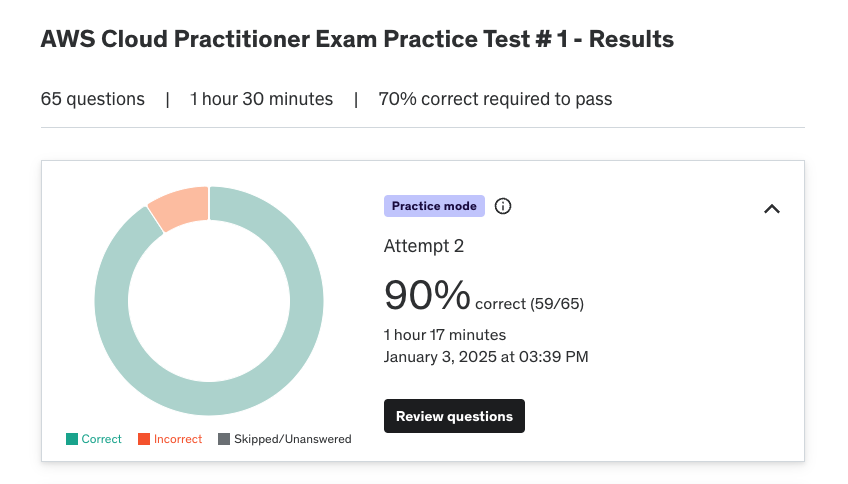 AWS Cloud Practitioner Exam Practice Test # 1 - Results
65 questions | 1 hour 30 minutes | 70% correct required to pass
Practice mode
Attempt 2
90% correct (59/65)
1 hour 17 minutes
January 3, 2025 at 03:39 PM
Review questions
Correct Incorrect Skipped/Unanswered